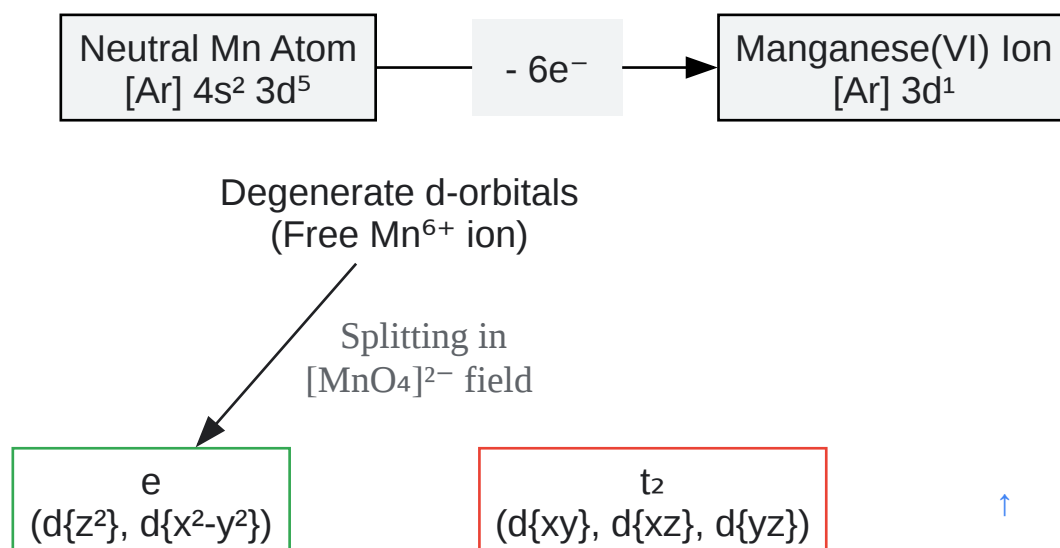 Neutral Mn Atom
[Ar] 4s² 3d⁵
- 6e⁻
Manganese(VI) Ion
[Ar] 3d¹
Degenerate d-orbitals
(Free Mn⁶⁺ ion)
Splitting in
[MnO₄]²⁻ field
e
(d{z²}, d{x²-y²})
t₂
(d{xy}, d{xz}, d{yz})
↑